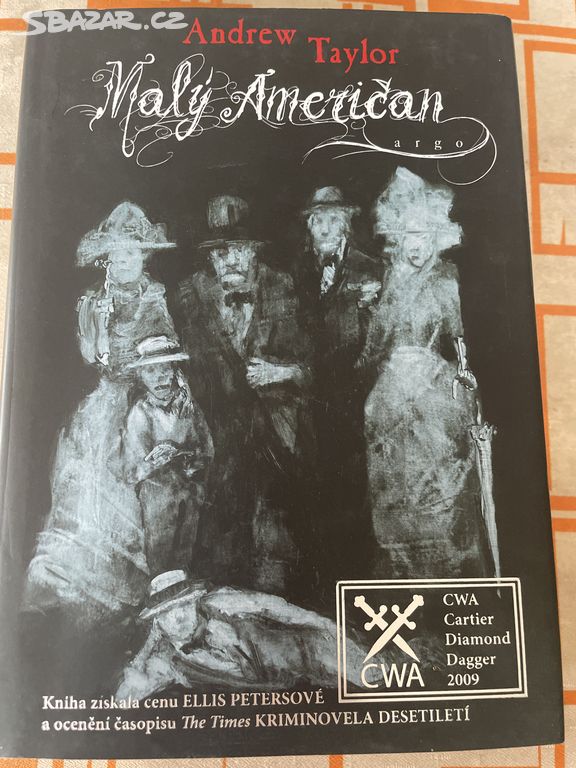 SBAZAR.CZ
Andrew Taylor
Malý Američan
argo
CWA
CWA
Cartier
Diamond
Dagger
2009
Kniha získala cenu ELLIS PETERSOVÉ
a ocenění časopisu The Times KRIMINOVELA DESETILETÍ